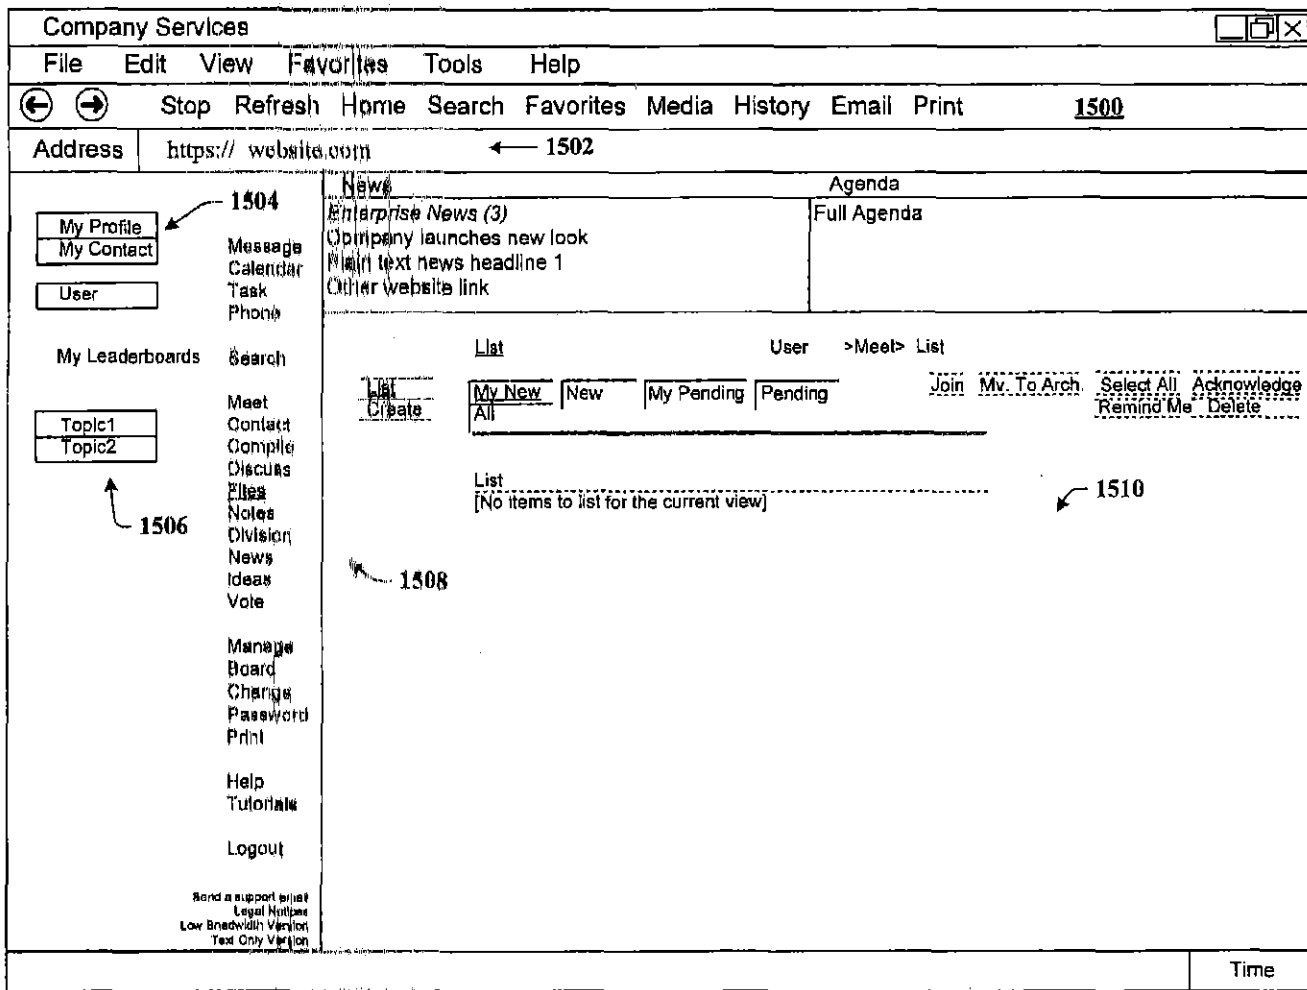 Company Services
File Edit View Favorites Tools Help
Stop Refresh Home Search Favorites Media History Email Print 1500
Address https:// website.com 1502
1504
My Profile
My Contact
User
My Leaderboards
Topic1
Topic2
1506
Message
Calendar
Task
Phone
Search
Meet
Contact
Compile
Discuss
Files
Notes
Division
News
Ideas
Vote
Manage
Board
Change
Password
Print
Help
Tutorials
Logout
Send a support email
Legal Notices
Low Bnadwidth Version
Text Only Version
News Agenda
Enterprise News (3) Full Agenda
Company launches new look
Plain text news headline 1
Other website link
List User >Meet> List
List
Create
My New New My Pending Pending
All
Join Mv. To Arch. Select All Acknowledge
Remind Me Delete
List
[No items to list for the current view]
1510
1508
Time